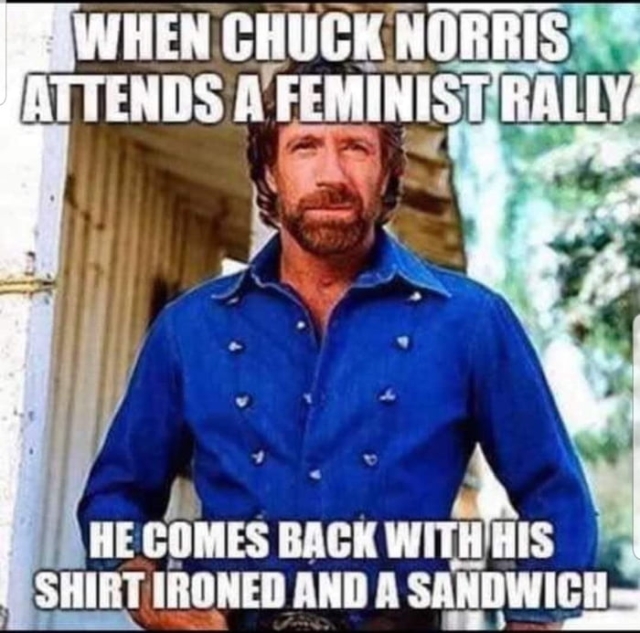 WHEN CHUCK NORRIS
ATTENDS A FEMINIST RALLY
HE COMES BACK WITH HIS
SHIRT IRONED AND A SANDWICH